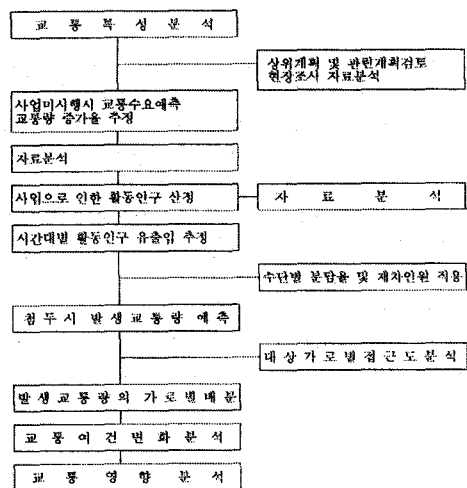 교 통 특 성 분 석
상위계획 및 관련계획검토
현장조사 자료분석
사업미시행시 교통수요예측
교통량 증가율 추정
자료분석
사업으로 인한 활동인구 산정
자 료 분 석
시간대별 활동인구 유출입 추정
수단별 분담율 및 재차인원 적용
첨두시 발생교통량 예측
대상가로별접근도분석
발생교통량의 가로별배분
교 통 여 건 변 화 분 석
교 통 영 향 분 석